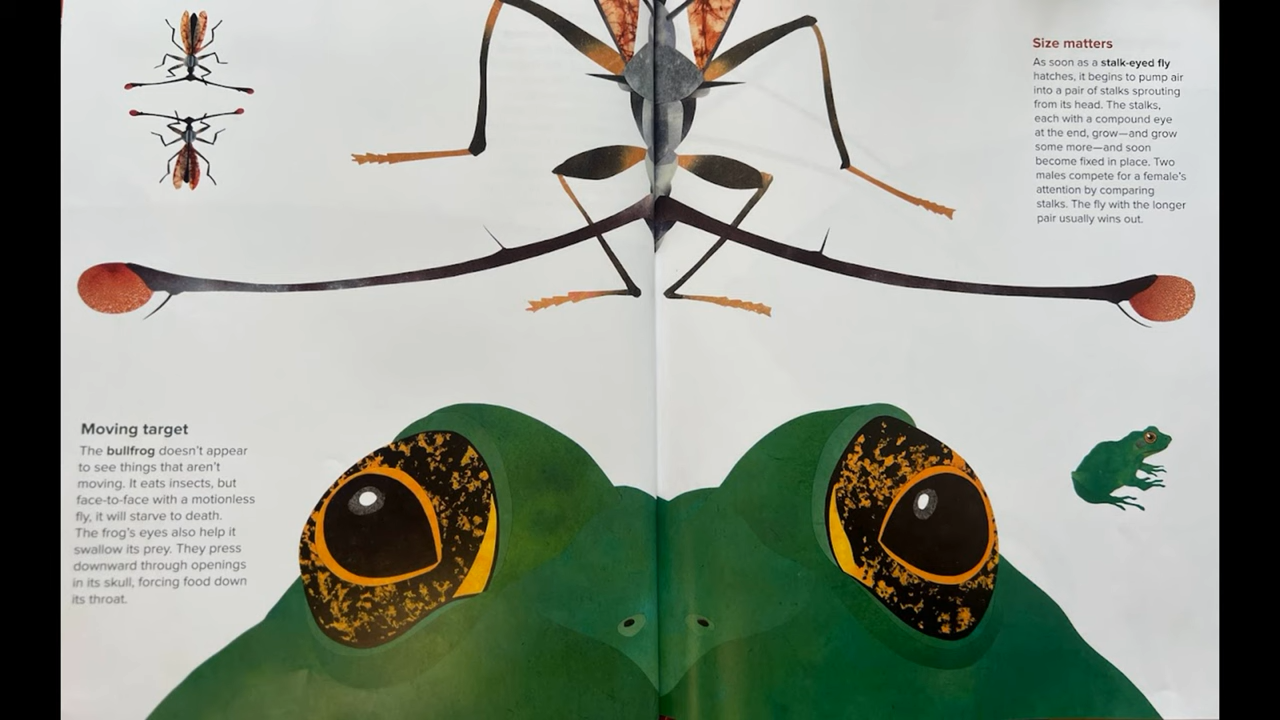 Size matters
As soon as a stalk-eyed fly
hatches, it begins to pump air
into a pair of stalks sprouting
from its head. The stalks,
each with a compound eye
at the end, grow—and grow
some more—and soon
become fixed in place. Two
males compete for a female's
attention by comparing
stalks. The fly with the longer
pair usually wins out.
Moving target
The bullfrog doesn't appear
to see things that aren't
moving. It eats insects, but
face-to-face with a motionless
fly, it will starve to death.
The frog's eyes also help it
swallow its prey. They press
downward through openings
in its skull, forcing food down
its throat.